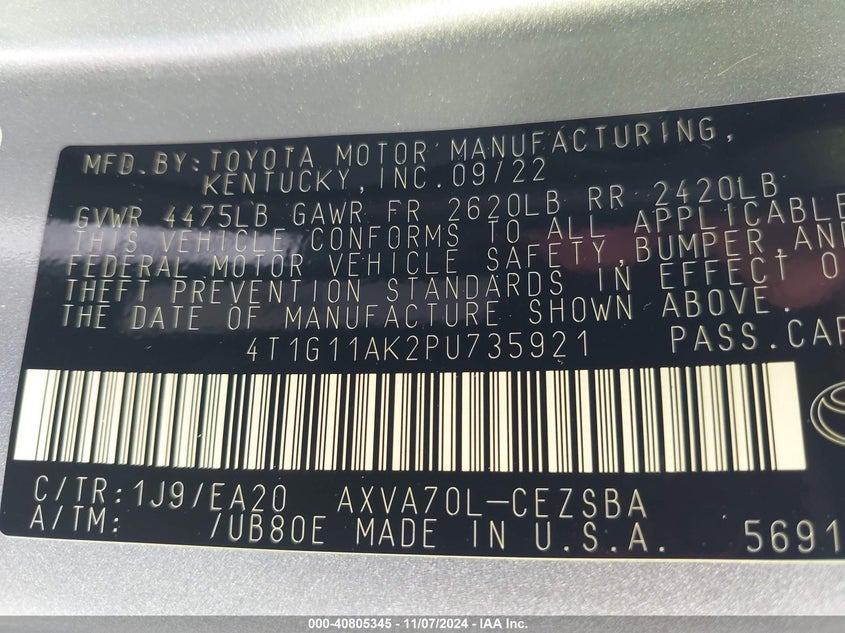 MFD.BY:TOYOTA MOTOR MANUFACTURING,
KENTUCKY,INC.09/22
GVWR 4475LB GAWR FR 2620LB RR 2420LB
THIS VEHICLE CONFORMS TO ALL APPLICABLE
FEDERAL MOTOR VEHICLE SAFETY,BUMPER,AND
THEFT PREVENTION STANDARDS IN EFFECT O
THE DATE OF MANUFACTURE SHOWN ABOVE.
4T1G11AK2PU735921 PASS.CAR
C/TR:1J9/EA20 AXVA70L-CEZSBA
A/TM: /UB80E MADE IN U.S.A. 5691
000-40805345 - 11/07/2024 - IAA Inc.